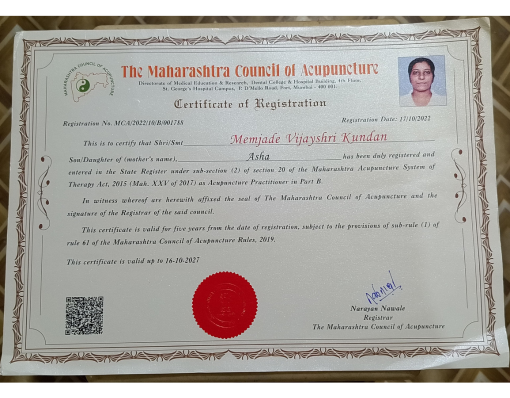 MAHARASHTRA COUNCIL OF ACUPUNCTURE
The Maharashtra Council of Acupuncture
Directorate of Medical Education & Research, Dental College & Hospital Building, 4th Floor,
St. George's Hospital Campus, P. D'Mello Road, Fort, Mumbai - 400 001.
Certificate of Registration
Registration No. MCA/2022/10/B/001788
Registration Date: 17/10/2022
This is to certify that Shri/Smt Memjade Vijayshri Kundan
Son/Daughter of (mother's name), Asha has been duly registered and
entered in the State Register under sub-section (2) of section 20 of the Maharashtra Acupuncture System of
Therapy Act, 2015 (Mah. XXV of 2017) as Acupuncture Practitioner in Part B.
In witness whereof are herewith affixed the seal of The Maharashtra Council of Acupuncture and the
signature of the Registrar of the said council.
This certificate is valid for five years from the date of registration, subject to the provisions of sub-rule (1) of
rule 61 of the Maharashtra Council of Acupuncture Rules, 2019.
This certificate is valid up to 16-10-2027
Narayan Nawale
Registrar
The Maharashtra Council of Acupuncture